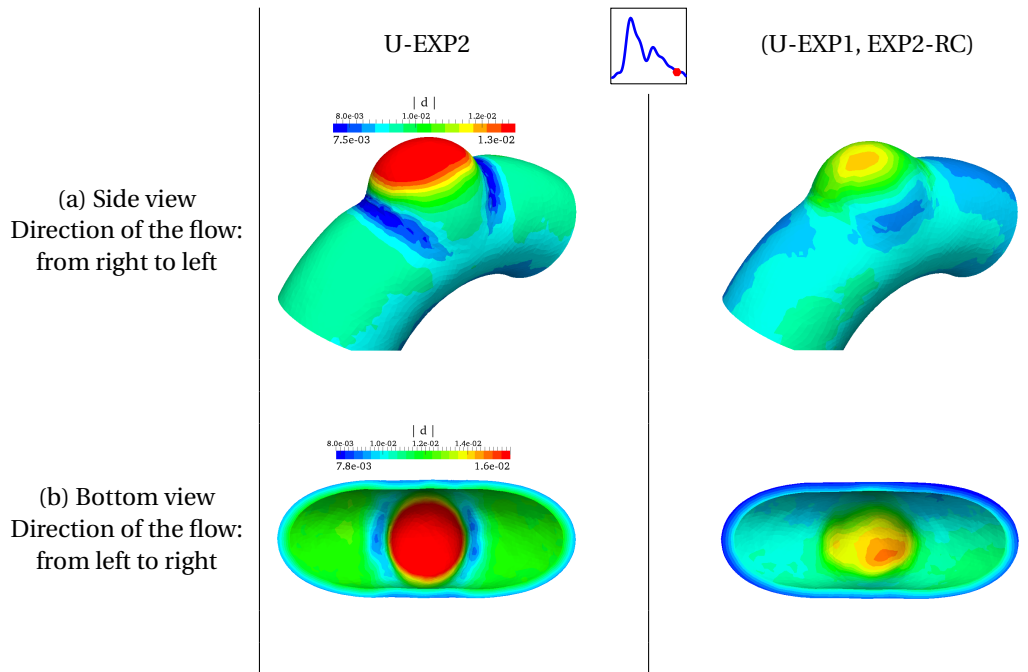 U-EXP2
(U-EXP1, EXP2-RC)
| d |
8.0e-03 1.0e-02 1.2e-02
7.5e-03 1.3e-02
(a) Side view
Direction of the flow:
from right to left
| d |
8.0e-03 1.0e-02 1.2e-02 1.4e-02
7.8e-03 1.6e-02
(b) Bottom view
Direction of the flow:
from left to right